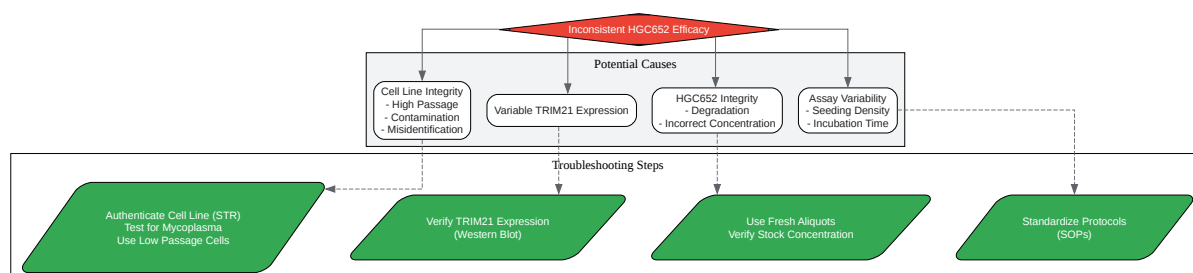 Inconsistent HGC652 Efficacy
Potential Causes
Cell Line Integrity
- High Passage
- Contamination
- Misidentification
Variable TRIM21 Expression
HGC652 Integrity
- Degradation
- Incorrect Concentration
Assay Variability
- Seeding Density
- Incubation Time
Troubleshooting Steps
Authenticate Cell Line (STR)
Test for Mycoplasma
Use Low Passage Cells
Verify TRIM21 Expression
(Western Blot)
Use Fresh Aliquots
Verify Stock Concentration
Standardize Protocols
(SOPs)